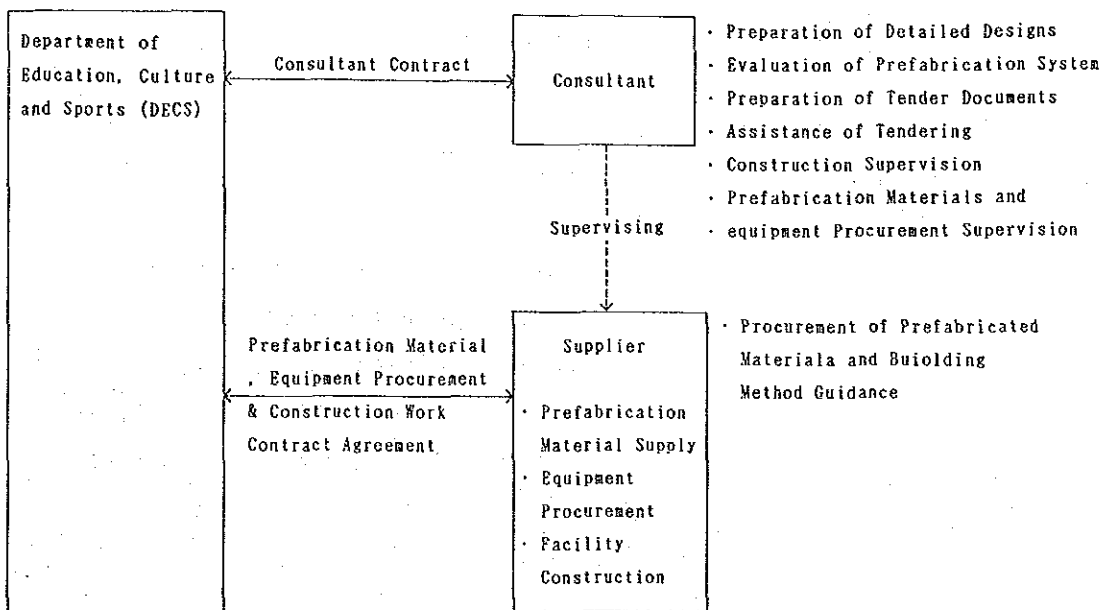 Department of
Education, Culture
and Sports (DECS)
Consultant Contract
Consultant
· Preparation of Detailed Designs
· Evaluation of Prefabrication System
· Preparation of Tender Documents
· Assistance of Tendering
· Construction Supervision
· Prefabrication Materials and
· equipment Procurement Supervision
Supervising
Prefabrication Material
, Equipment Procurement
& Construction Work
Contract Agreement
Supplier
· Prefabrication
Material Supply
· Equipment
Procurement
· Facility
Construction
· Procurement of Prefabricated
Materiala and Buiolding
Method Guidance